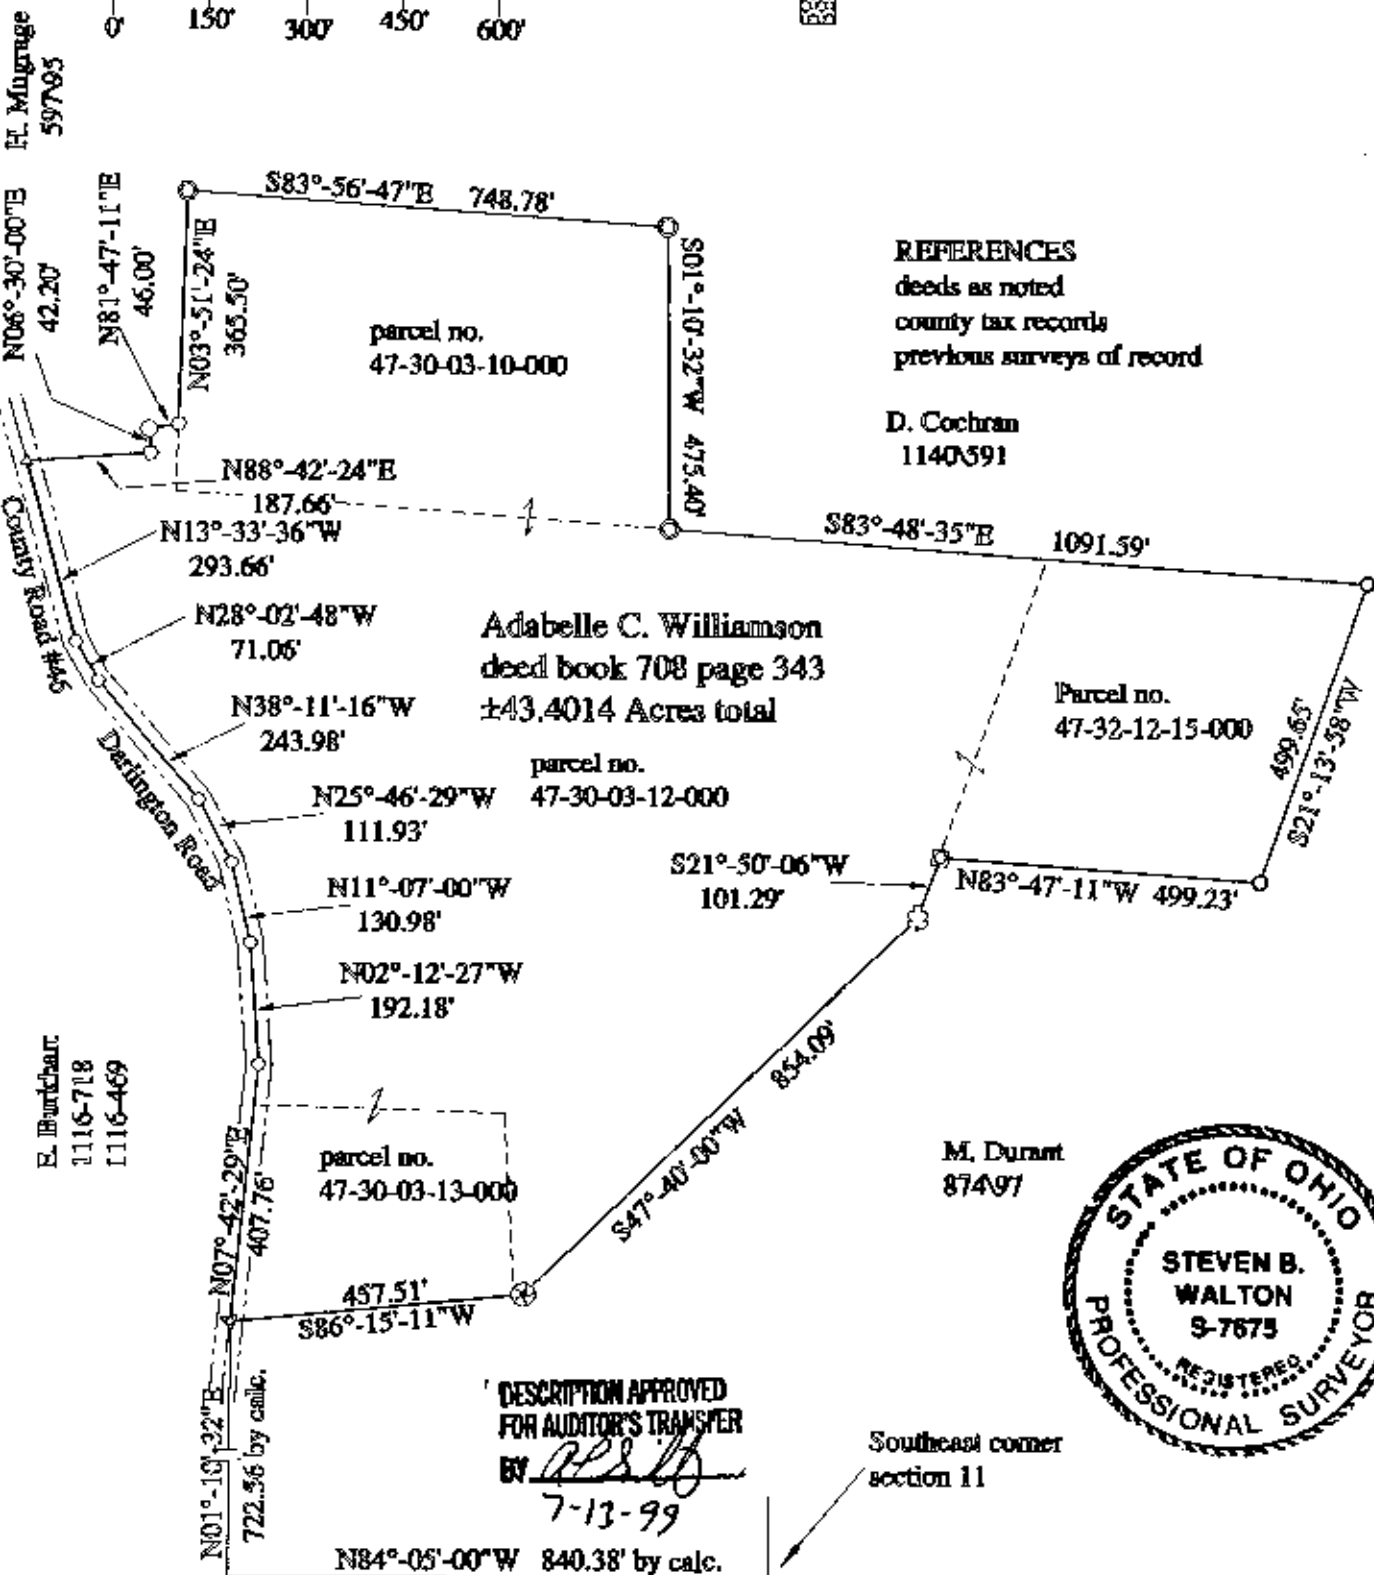 0' 150' 300' 450' 600'
H. Mugrage
597\95
N06°-30'-00"E
42.20'
N81°-47'-11"E
46.00'
N03°-51'-24"E
365.50'
S83°-56'-47"E 748.78'
S01°-10'-32"W 475.40'
parcel no.
47-30-03-10-000
REFERENCES
deeds as noted
county tax records
previous surveys of record
D. Cochran
1140\591
N88°-42'-24"E
187.66'
N13°-33'-36"W
293.66'
S83°-48'-35"E 1091.59'
County Road #46
N28°-02'-48"W
71.06'
Adabelle C. Williamson
deed book 708 page 343
±43.4014 Acres total
N38°-11'-16"W
243.98'
Parcel no.
47-32-12-15-000
499.65'
S21°-13'-58"W
Darlington Road
parcel no.
47-30-03-12-000
N25°-46'-29"W
111.93'
S21°-50'-06"W
101.29'
N83°-47'-11"W 499.23'
N11°-07'-00"W
130.98'
N02°-12'-27"W
192.18'
854.09'
S47°-40'-00"W
E. Burkhart
1116-718
1116-469
parcel no.
47-30-03-13-000
M. Durant
874\97
N07°-42'-29"E
407.76'
457.51'
S86°-15'-11"W
STATE OF OHIO
STEVEN B.
WALTON
S-7675
REGISTERED
PROFESSIONAL SURVEYOR
DESCRIPTION APPROVED
FOR AUDITOR'S TRANSFER
BY
7-13-99
Southeast corner
section 11
N01°-10'-32"E
722.56' by calc.
N84°-05'-00"W 840.38' by calc.